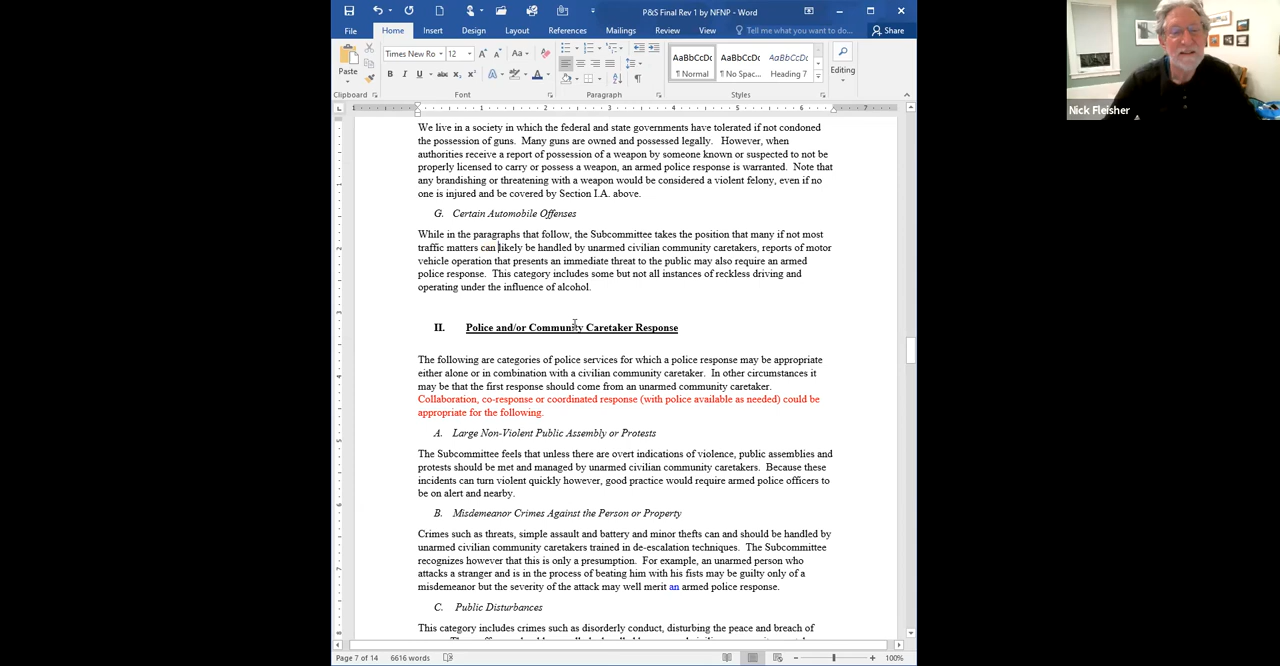 P&S Final Rev 1 by NFNP - Word
File Home Insert Design Layout References Mailings Review View Tell me what you want to do... Share
Times New Ro 12 Aa AaBbCcDc AaBbCcDc AaBbCcDc
Paste B I U abc x₂ x² A ¶ Normal ¶ No Spac... Heading 7 Editing
Clipboard Font Paragraph Styles
Nick Fleisher
We live in a society in which the federal and state governments have tolerated if not condoned
the possession of guns. Many guns are owned and possessed legally. However, when
authorities receive a report of possession of a weapon by someone known or suspected to not be
properly licensed to carry or possess a weapon, an armed police response is warranted. Note that
any brandishing or threatening with a weapon would be considered a violent felony, even if no
one is injured and be covered by Section I.A. above.
G. Certain Automobile Offenses
While in the paragraphs that follow, the Subcommittee takes the position that many if not most
traffic matters can likely be handled by unarmed civilian community caretakers, reports of motor
vehicle operation that presents an immediate threat to the public may also require an armed
police response. This category includes some but not all instances of reckless driving and
operating under the influence of alcohol.
II. Police and/or Community Caretaker Response
The following are categories of police services for which a police response may be appropriate
either alone or in combination with a civilian community caretaker. In other circumstances it
may be that the first response should come from an unarmed community caretaker.
Collaboration, co-response or coordinated response (with police available as needed) could be
appropriate for the following.
A. Large Non-Violent Public Assembly or Protests
The Subcommittee feels that unless there are overt indications of violence, public assemblies and
protests should be met and managed by unarmed civilian community caretakers. Because these
incidents can turn violent quickly however, good practice would require armed police officers to
be on alert and nearby.
B. Misdemeanor Crimes Against the Person or Property
Crimes such as threats, simple assault and battery and minor thefts can and should be handled by
unarmed civilian community caretakers trained in de-escalation techniques. The Subcommittee
recognizes however that this is only a presumption. For example, an unarmed person who
attacks a stranger and is in the process of beating him with his fists may be guilty only of a
misdemeanor but the severity of the attack may well merit an armed police response.
C. Public Disturbances
This category includes crimes such as disorderly conduct, disturbing the peace and breach of
Page 7 of 14 6616 words 100%